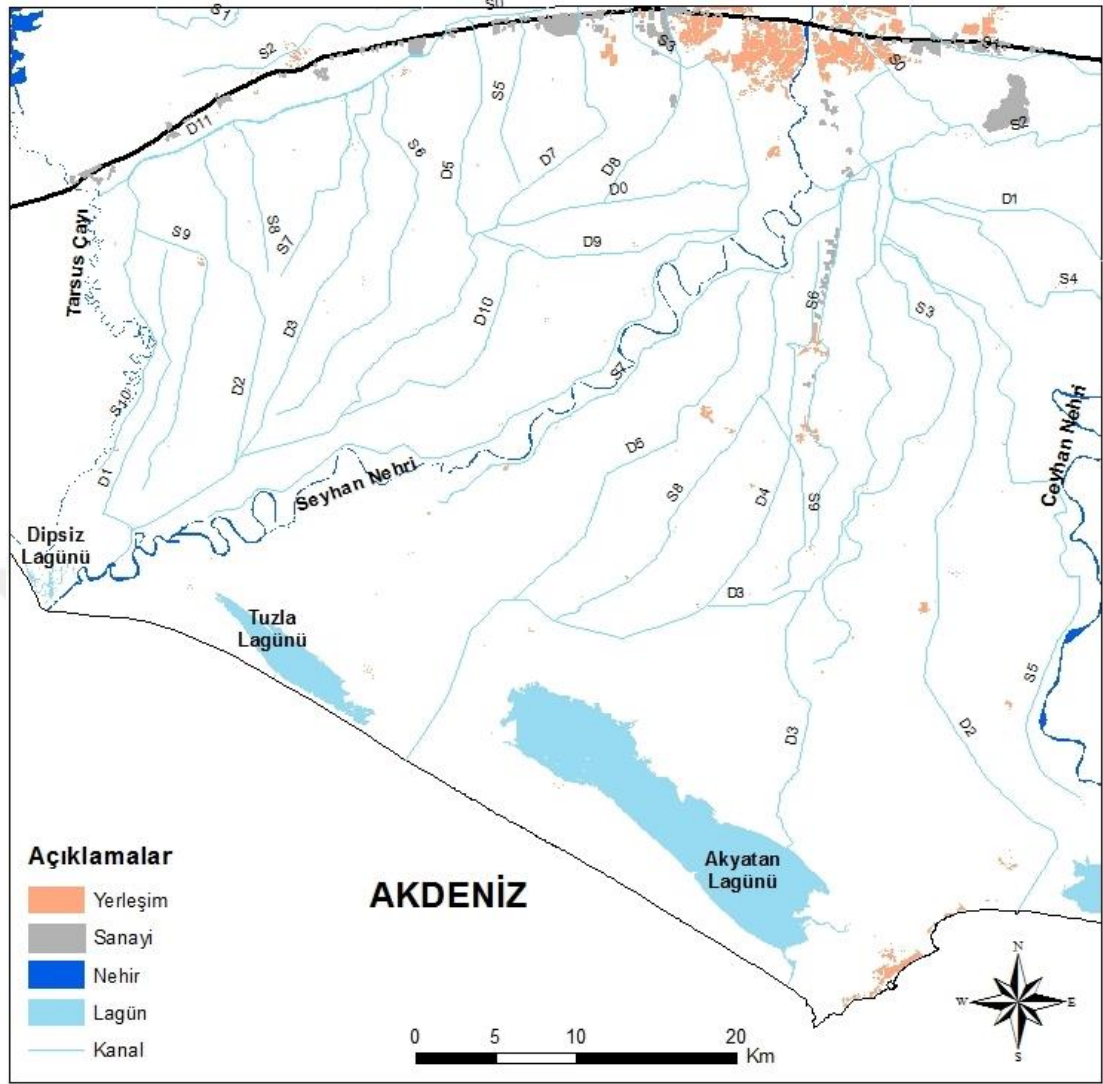 S1
S0
S2
S3
S0
S1
S5
D11
S2
S6
D5
D7
D8
D0
D1
Tarsus Çayı
S9
S8
S7
D9
S4
D10
S6
S3
D3
D2
S7
S10
Ceyhan Nehri
D1
D6
S8
D4
S9
Seyhan Nehri
Dipsiz
Lagünü
D3
Tuzla
Lagünü
S5
D3
D2
Açıklamalar
Yerleşim
Sanayi
Nehir
Lagün
Kanal
AKDENİZ
Akyatan
Lagünü
N
W
E
S
0
5
10
20
Km